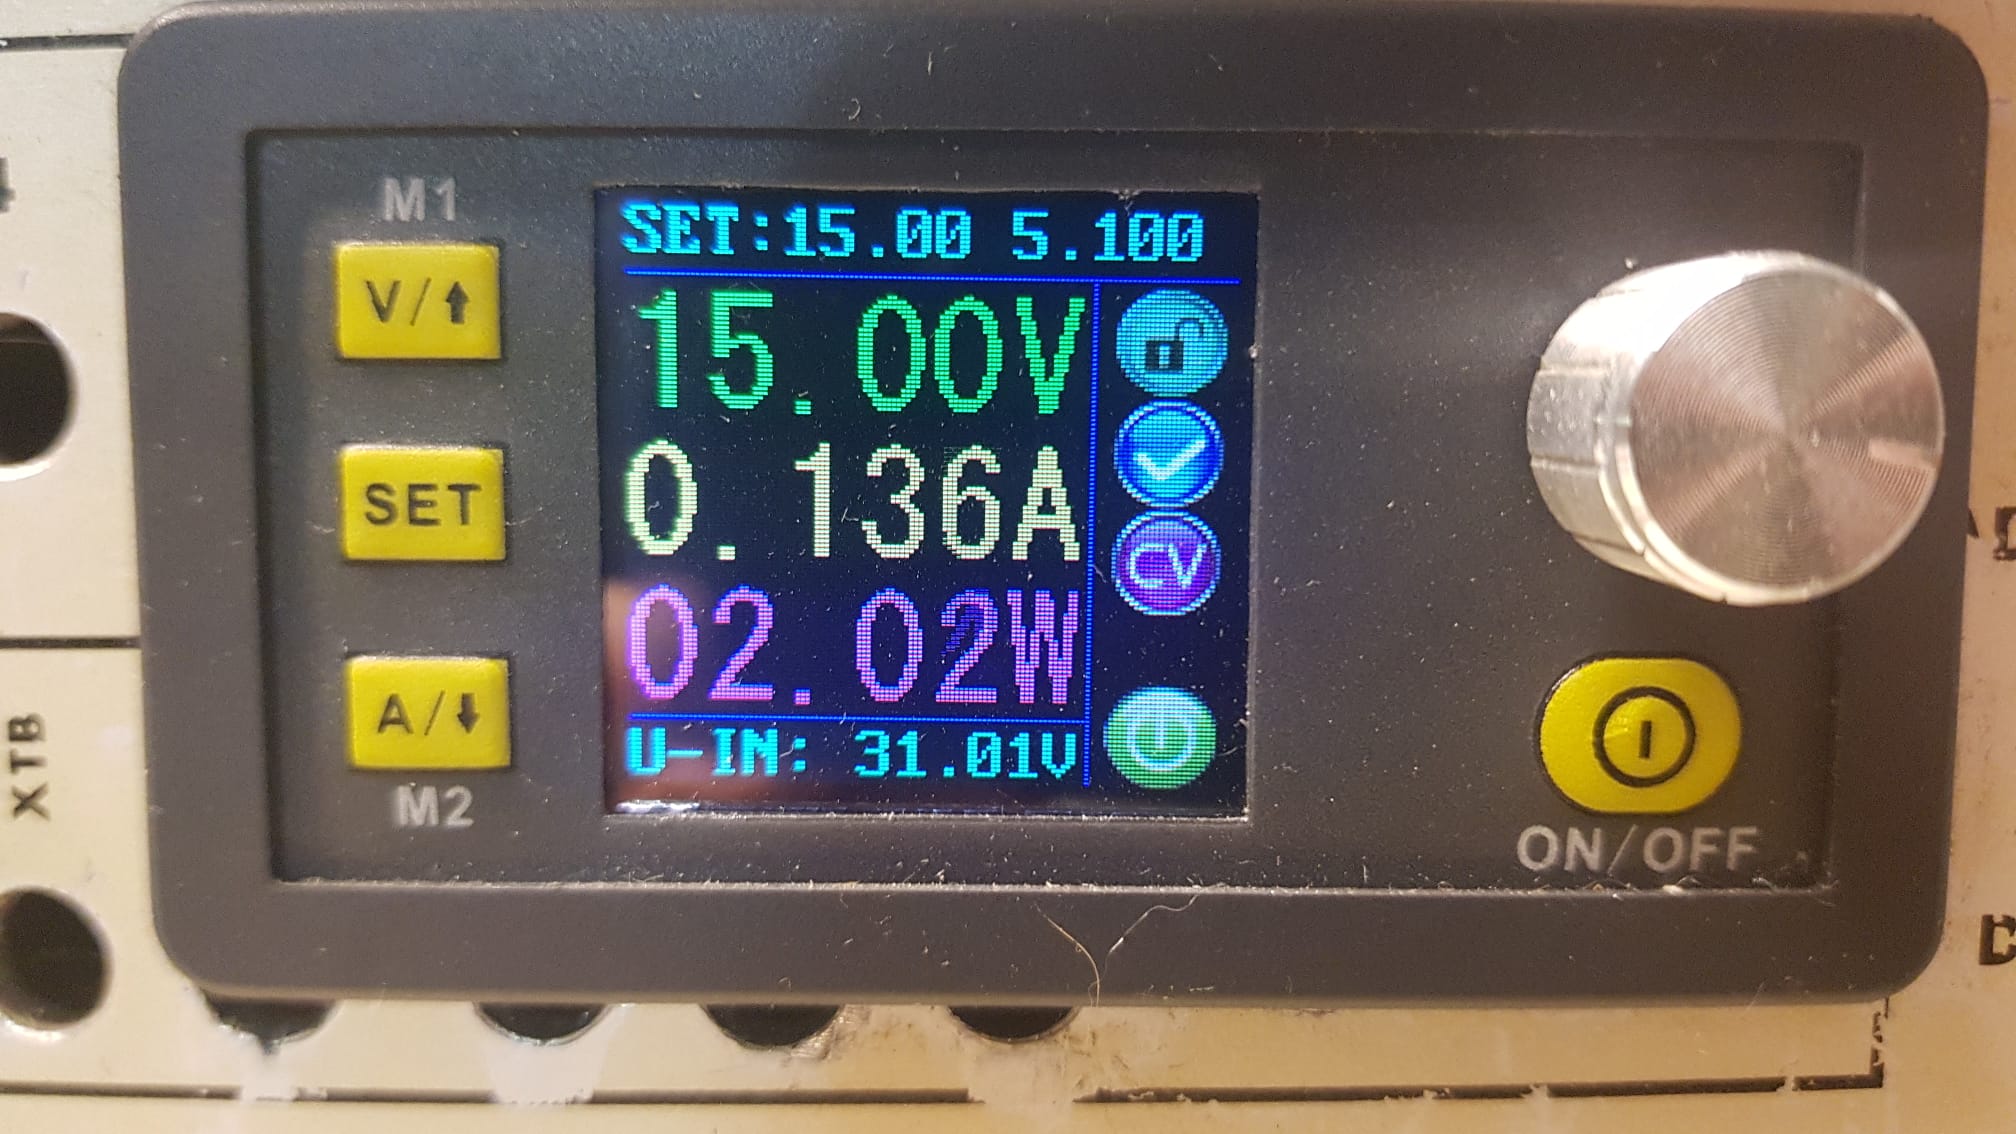 M1
V/↑
SET
A/↓
M2
SET:15.00 5.100
15.00V
0.136A
02.02W
CV
U-IN: 31.01V
ON/OFF
XTB